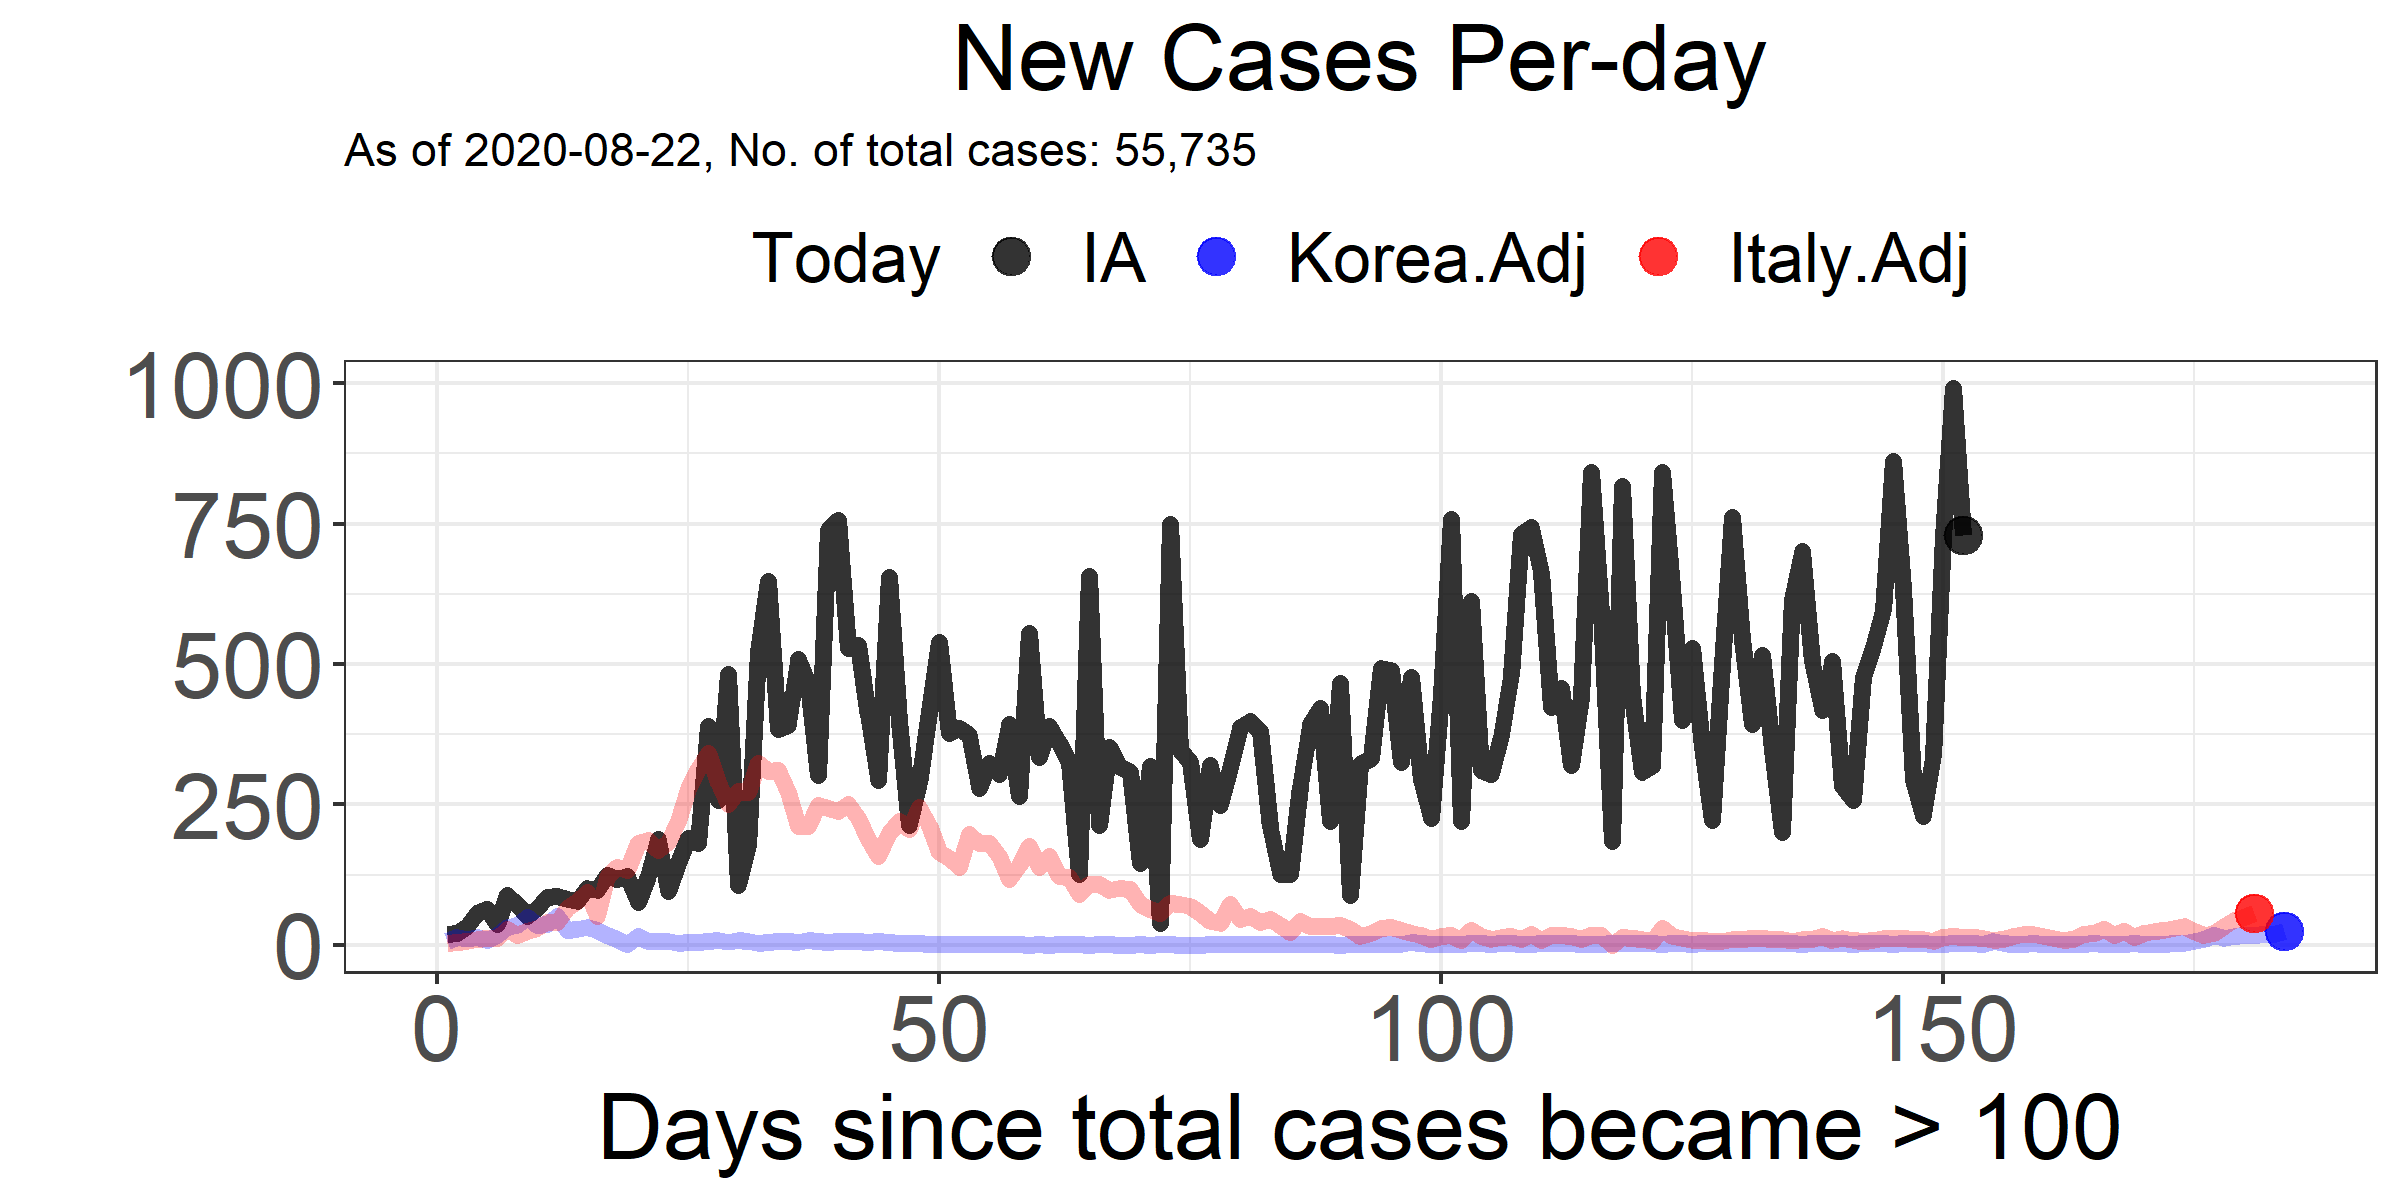 New Cases Per-day
As of 2020-08-22, No. of total cases: 55,735
Today IA Korea.Adj Italy.Adj
1000
750
500
250
0
0 50 100 150
Days since total cases became > 100